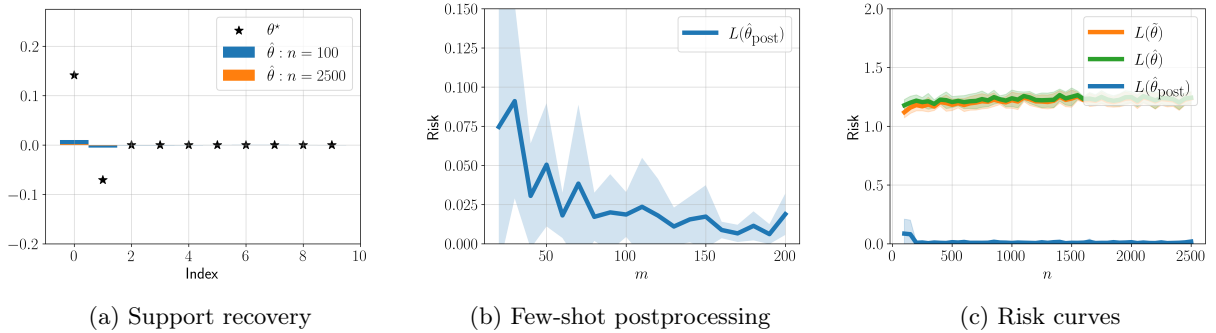 0.2
0.1
0.0
−0.1
−0.2
0
2
4
6
8
10
Index
θ⋆
θ̂ : n = 100
θ̂ : n = 2500
(a) Support recovery
0.150
0.125
0.100
0.075
0.050
0.025
0.000
Risk
50
100
150
200
m
L(θ̂post)
(b) Few-shot postprocessing
2.0
1.5
1.0
0.5
0.0
Risk
0
500
1000
1500
2000
2500
n
L(θ̃)
L(θ̂)
L(θ̂post)
(c) Risk curves